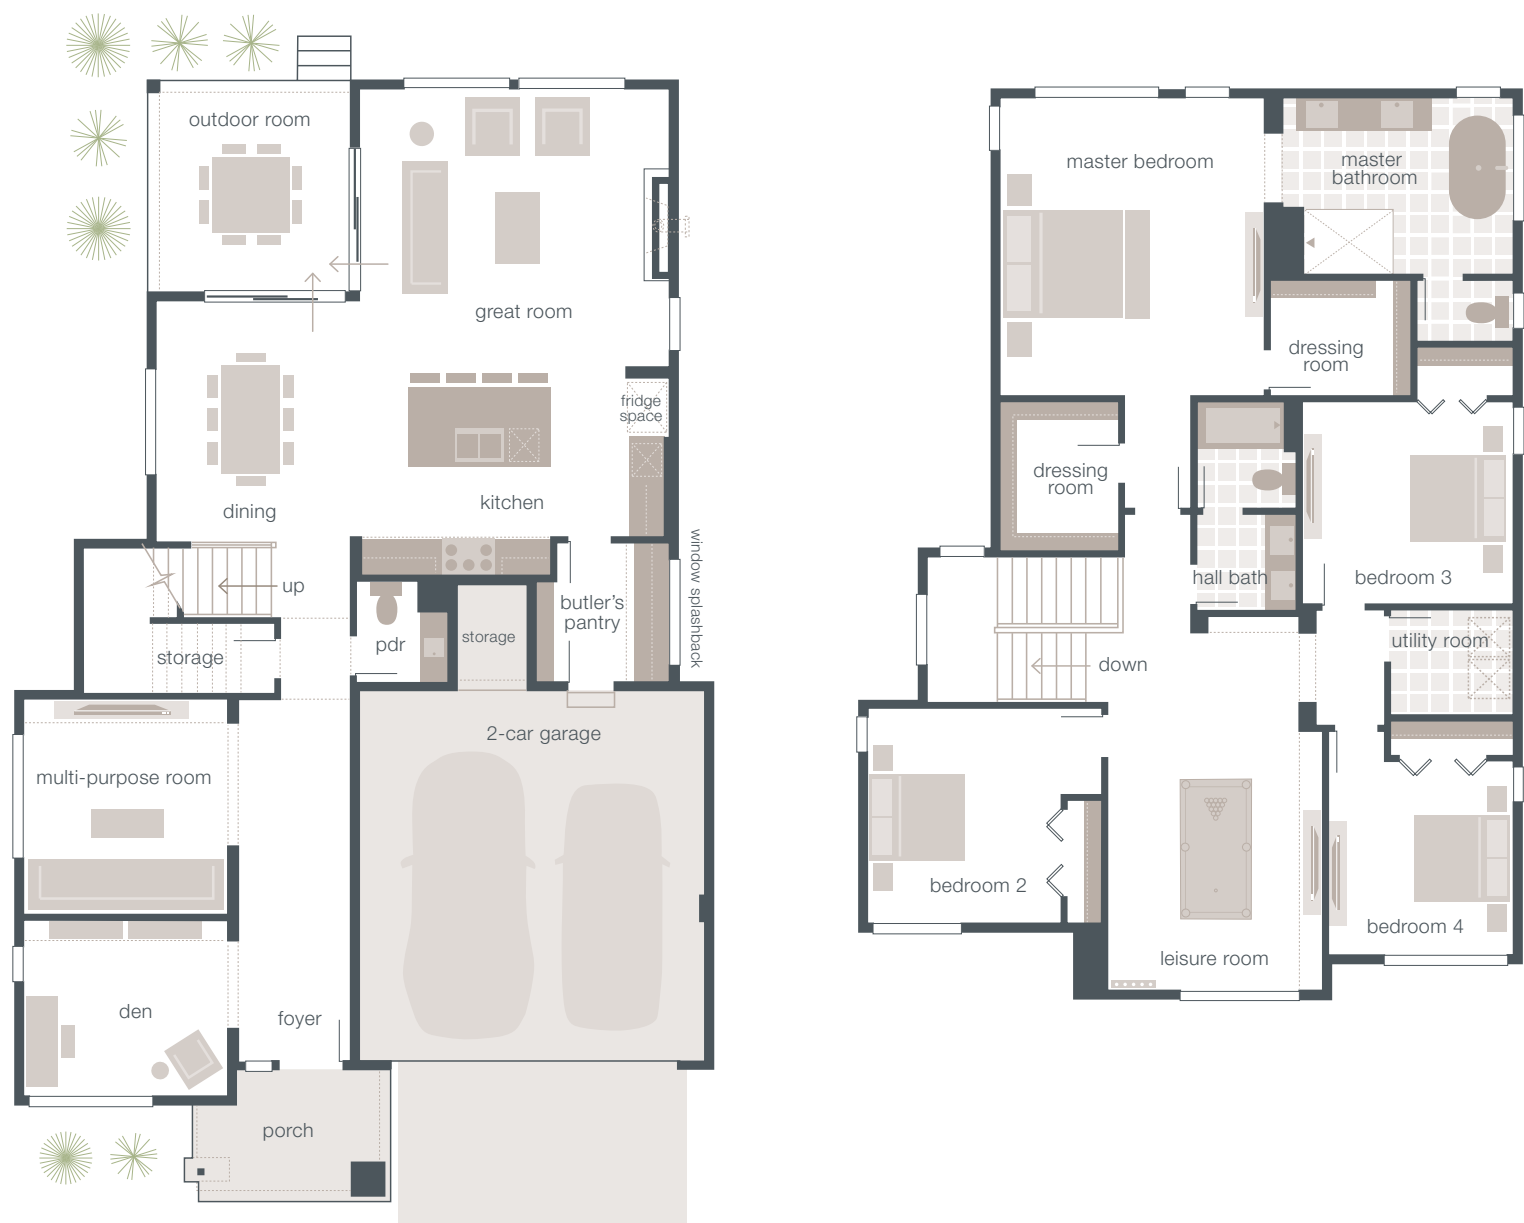 outdoor room
great room
fridge
space
kitchen
dining
window splashback
up
butler's
pantry
storage
pdr
storage
2-car garage
multi-purpose room
den
foyer
porch
master bedroom
master
bathroom
dressing
room
dressing
room
hall bath
bedroom 3
utility room
down
bedroom 2
bedroom 4
leisure room